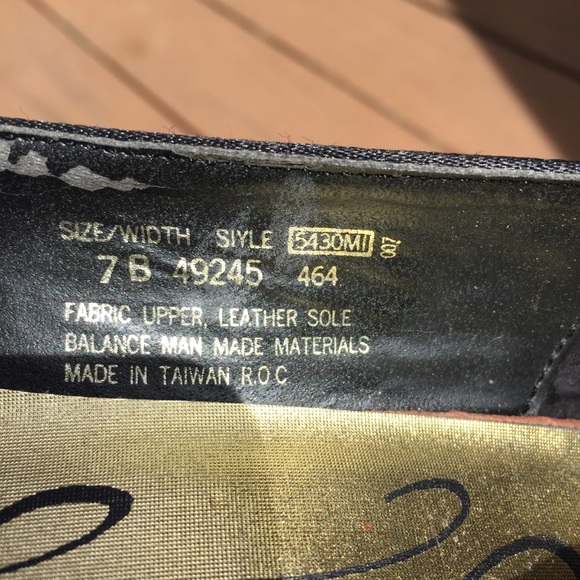 SIZE/WIDTH SIYLE 5430MI 007
7 B 49245 464
FABRIC UPPER, LEATHER SOLE
BALANCE MAN MADE MATERIALS
MADE IN TAIWAN R.O.C